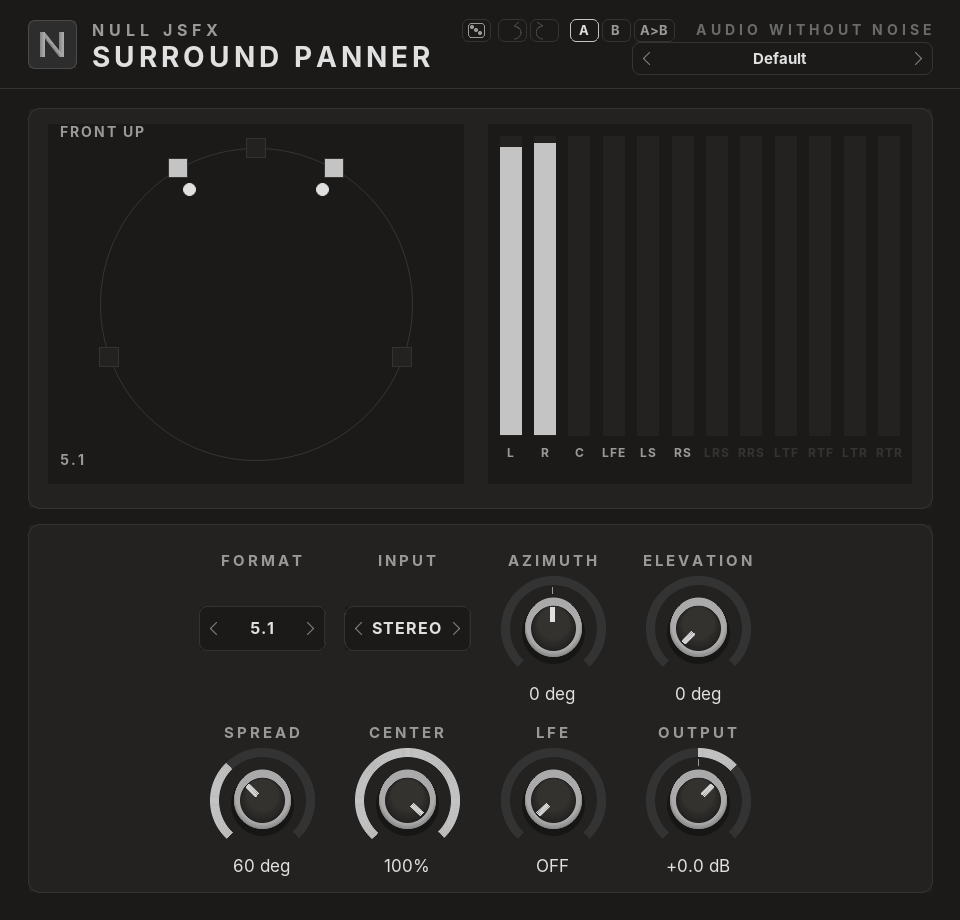 N
NULL JSFX
SURROUND PANNER
A B A>B
AUDIO WITHOUT NOISE
Default
FRONT UP
5.1
L R C LFE LS RS LRS RRS LTF RTF LTR RTR
FORMAT INPUT AZIMUTH ELEVATION
5.1 STEREO
0 deg 0 deg
SPREAD CENTER LFE OUTPUT
60 deg 100% OFF +0.0 dB